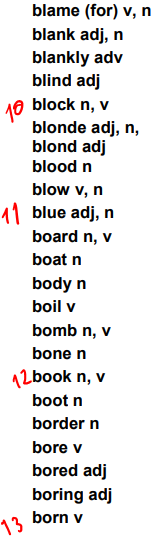 blame (for) v, n
blank adj, n
blankly adv
blind adj
10 block n, v
blonde adj, n,
blond adj
blood n
blow v, n
11 blue adj, n
board n, v
boat n
body n
boil v
bomb n, v
bone n
12 book n, v
boot n
border n
bore v
bored adj
boring adj
13 born v